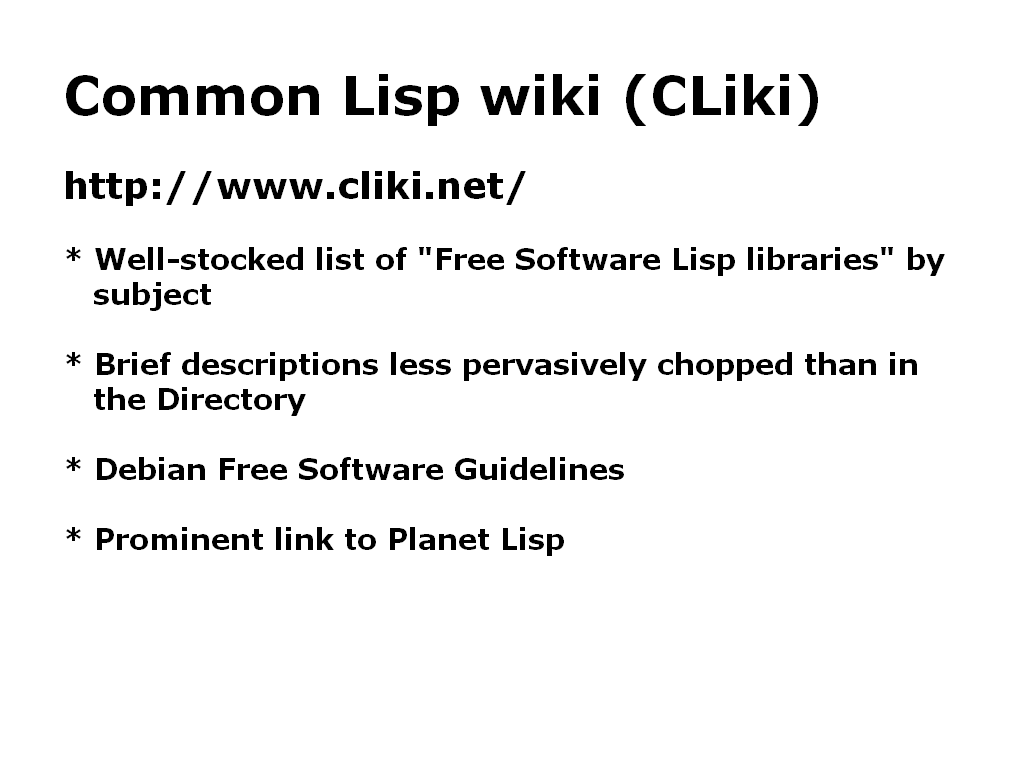 Common Lisp wiki (CLiki)
http://www.cliki.net/
* Well-stocked list of "Free Software Lisp libraries" by
subject
* Brief descriptions less pervasively chopped than in
the Directory
* Debian Free Software Guidelines
* Prominent link to Planet Lisp